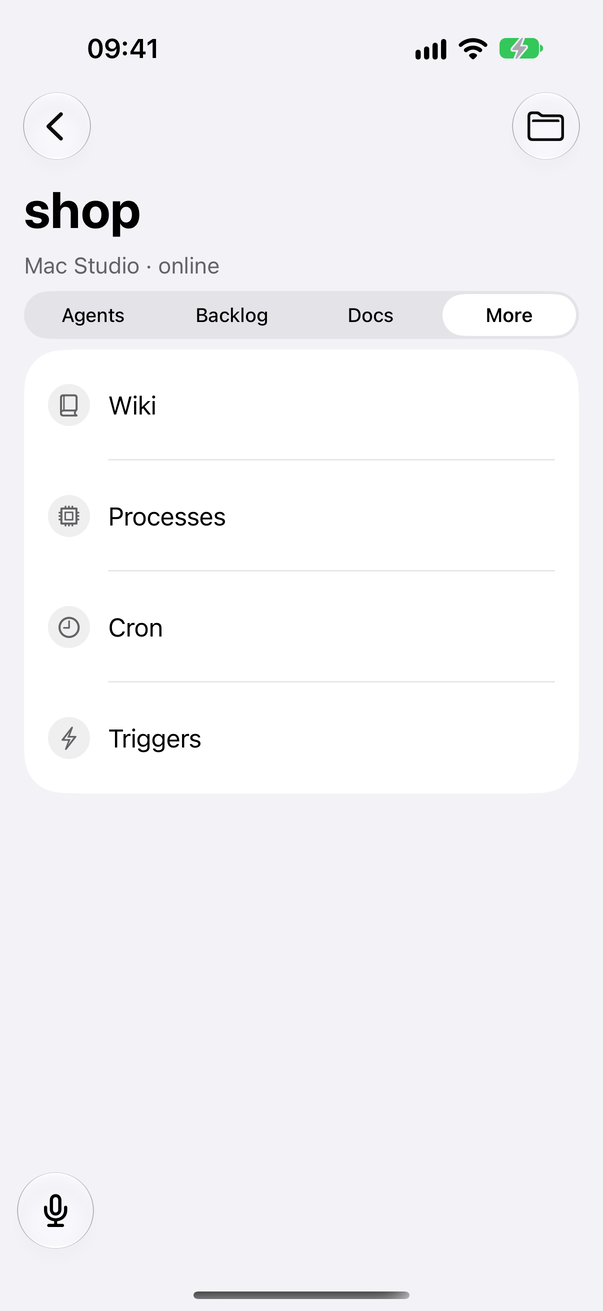 09:41
shop
Mac Studio · online
Agents Backlog Docs More
Wiki
Processes
Cron
Triggers